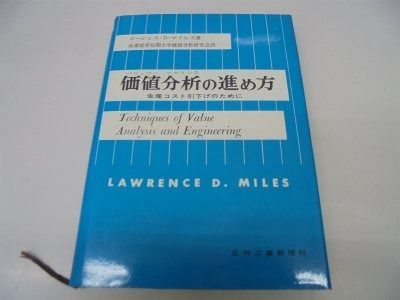 ローレンス・D・マイルズ著
産業能率短期大学価値分析研究会訳
価値分析の進め方
生産コスト引下げのために
Techniques of Value
Analysis and Engineering
LAWRENCE D. MILES
日刊工業新聞社